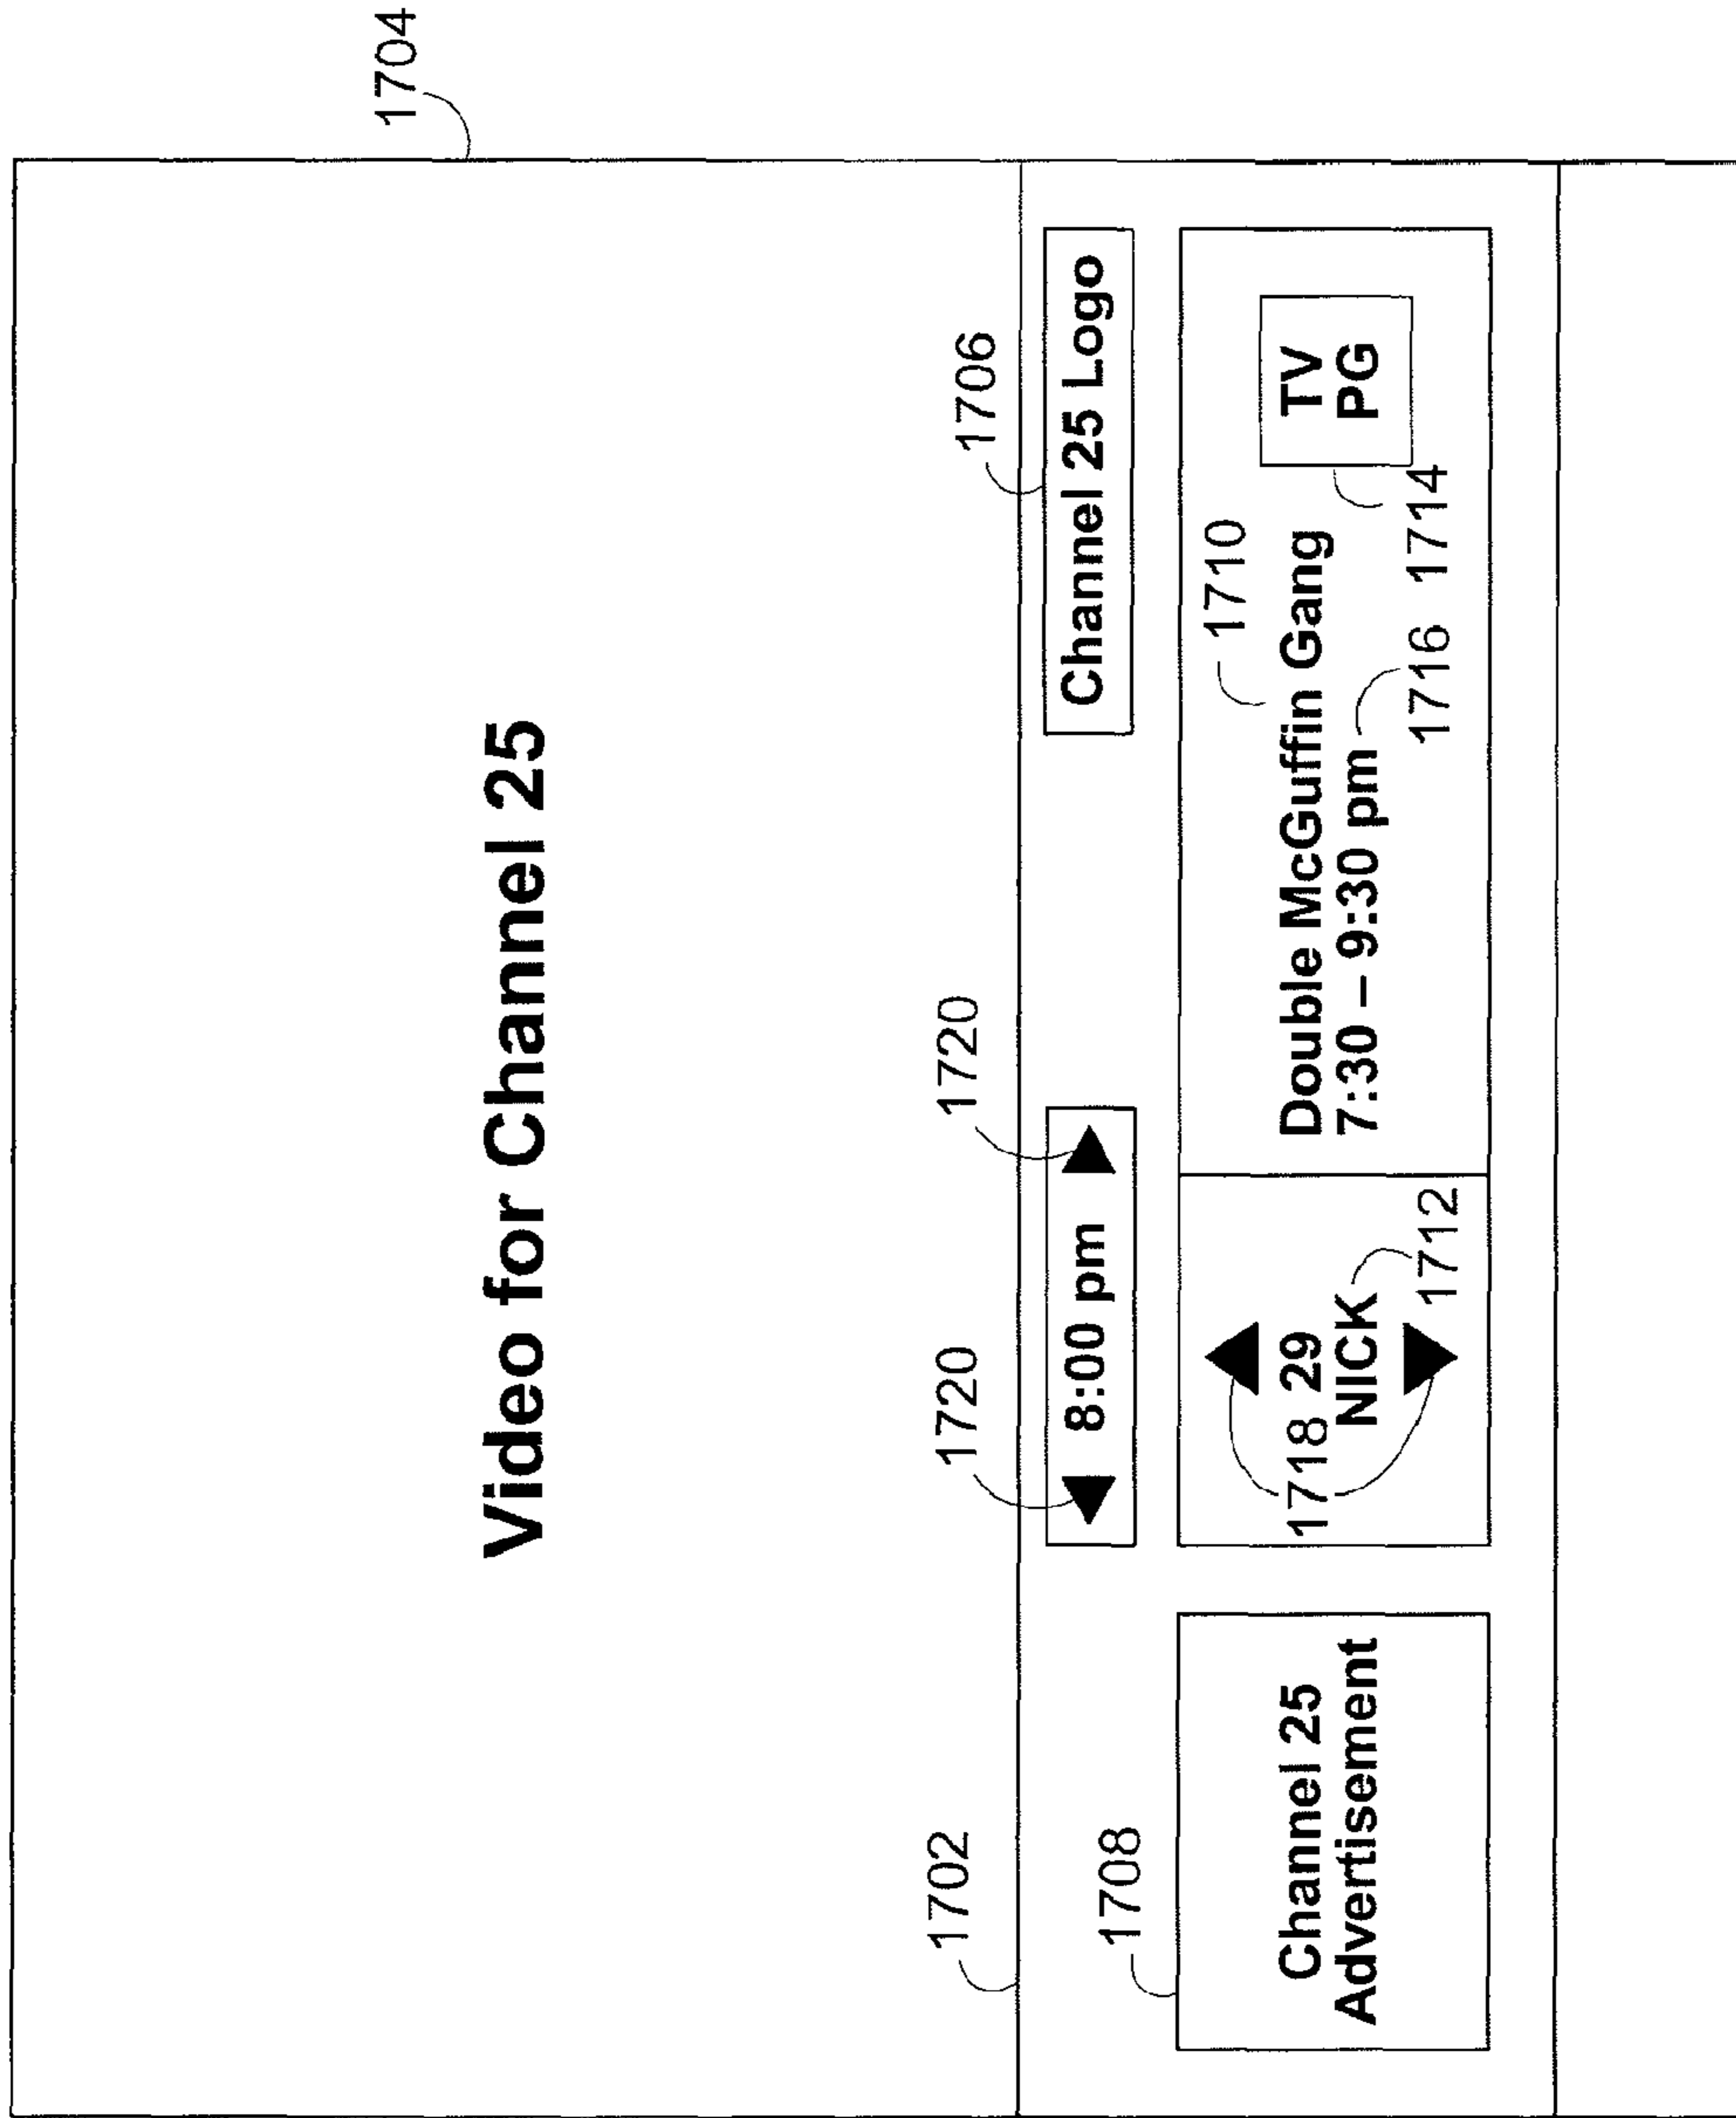 1704
Video for Channel 25
1702
1720
1720
1706
8:00 pm
Channel 25 Logo
1708
Channel 25
Advertisement
1718
29
NICK
1712
1710
Double McGuffin Gang
7:30 – 9:30 pm
1716
1714
TV
PG